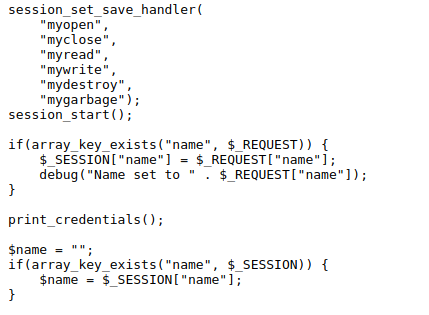 session_set_save_handler(
    "myopen",
    "myclose",
    "myread",
    "mywrite",
    "mydestroy",
    "mygarbage");
session_start();

if(array_key_exists("name", $_REQUEST)) {
    $_SESSION["name"] = $_REQUEST["name"];
    debug("Name set to " . $_REQUEST["name"]);
}

print_credentials();

$name = "";
if(array_key_exists("name", $_SESSION)) {
    $name = $_SESSION["name"];
}